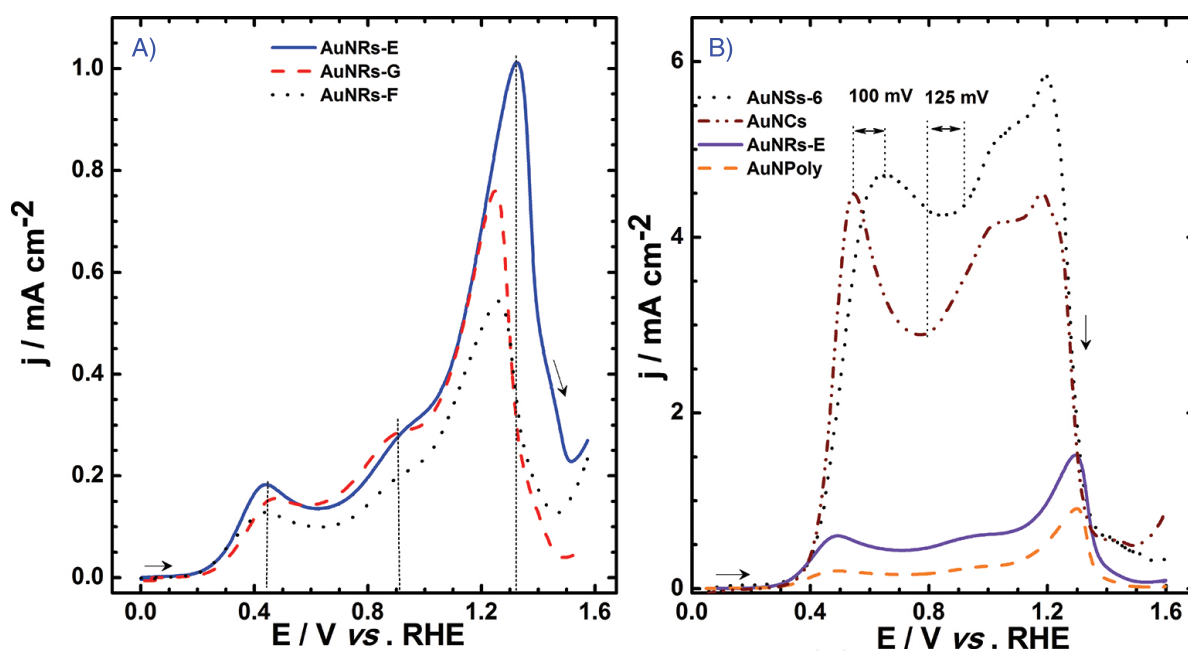 A)
AuNRs-E
AuNRs-G
AuNRs-F
1.0
0.8
0.6
0.4
0.2
0.0
j / mA cm-2
0.0 0.4 0.8 1.2 1.6
E / V vs . RHE
B)
AuNSs-6
AuNCs
AuNRs-E
AuNPoly
100 mV 125 mV
6
4
2
0
j / mA cm-2
0.0 0.4 0.8 1.2 1.6
E / V vs . RHE